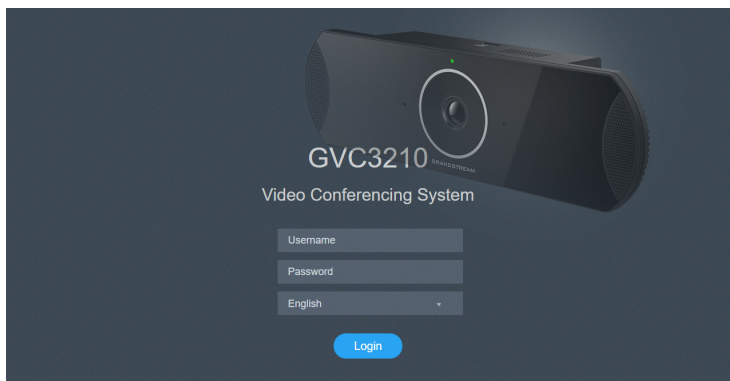 GVC3210
GRANDSTREAM
Video Conferencing System
Username
Password
English
Login